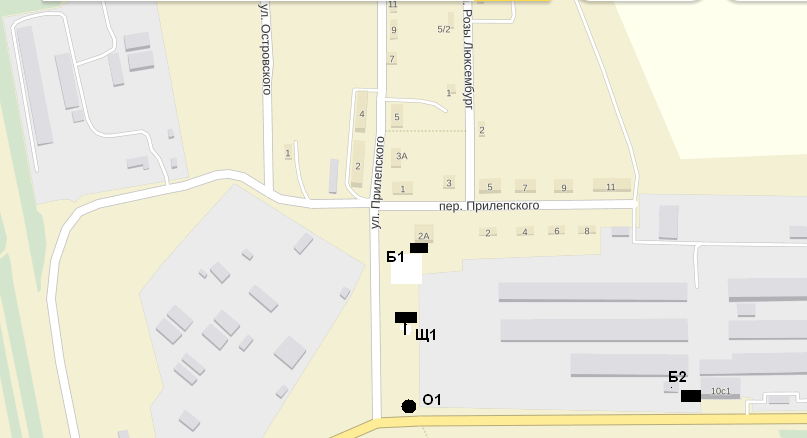 ул. Островского
11
9
7
5/2
. Розы Люксембург
1
4
5
2
1
2
3А
ул. Прилепского
1
3
5
7
9
11
пер. Прилепского
2А
2
4
6
8
Б1
Щ1
О1
Б2
10с1